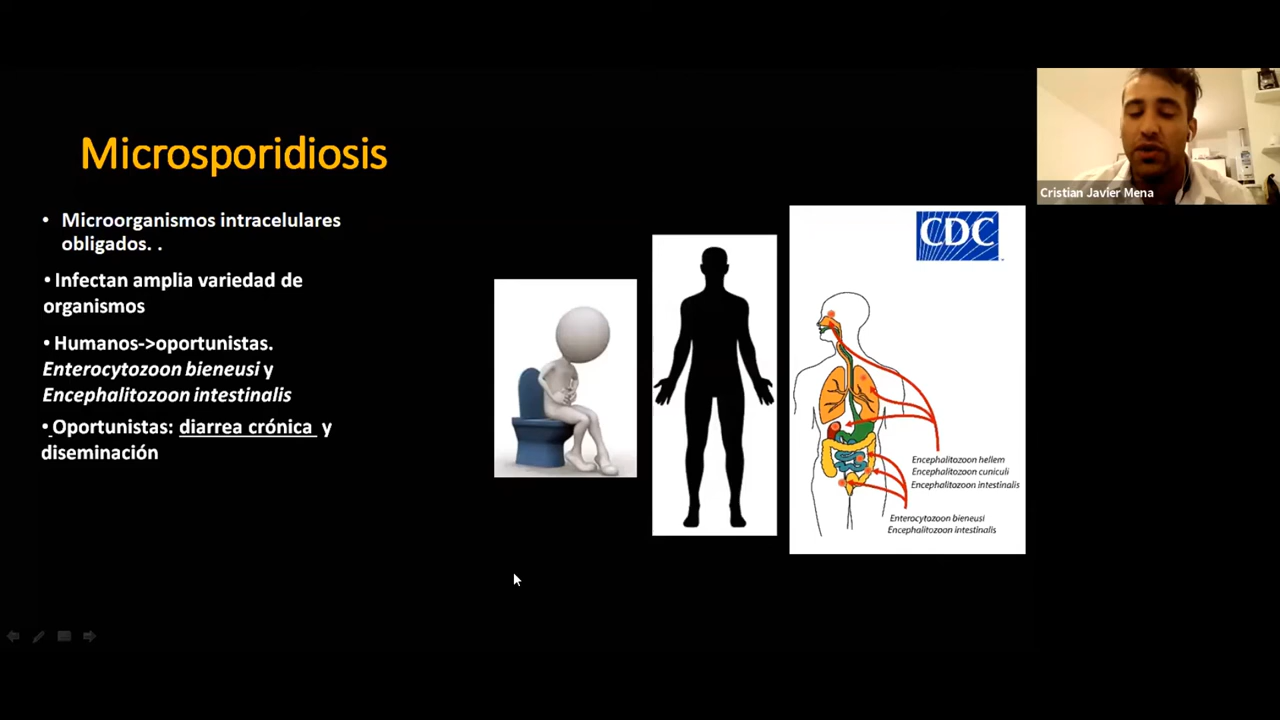 Microsporidiosis
• Microorganismos intracelulares
obligados. .
• Infectan amplia variedad de
organismos
• Humanos->oportunistas.
Enterocytozoon bieneusi y
Encephalitozoon intestinalis
• Oportunistas: diarrea crónica y
diseminación
CDC
Encephalitozoon hellem
Encephalitozoon cuniculi
Encephalitozoon intestinalis
Enterocytozoon bieneusi
Encephalitozoon intestinalis
Cristian Javier Mena